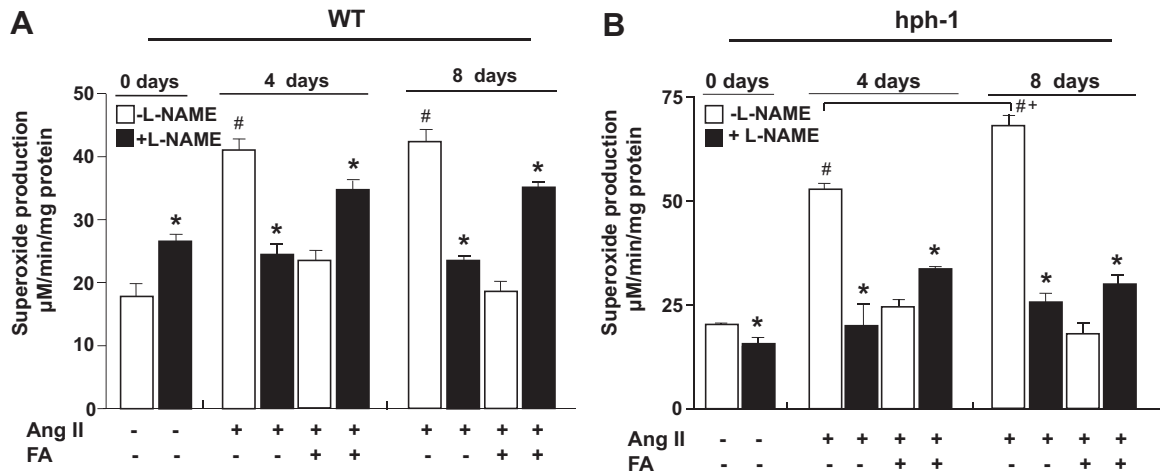 A
WT
0 days
4 days
8 days
-L-NAME
+L-NAME
Superoxide production
µM/min/mg protein
50
40
30
20
10
0
*
#
*
*
#
*
*
Ang II - - + + + + + + + +
FA - - - - + + - - + +
B
hph-1
0 days
4 days
8 days
-L-NAME
+ L-NAME
Superoxide production
µM/min/mg protein
75
50
25
0
*
#
*
*
#+
*
*
Ang II - - + + + + + + + +
FA - - - - + + - - + +